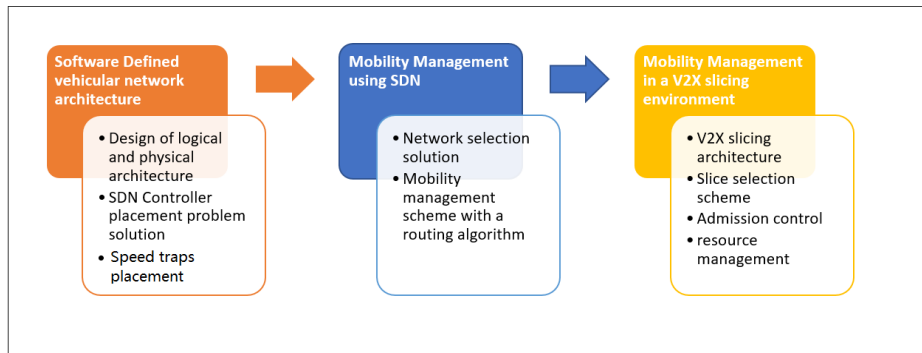 Software Defined
vehicular network
architecture
• Design of logical
and physical
architecture
• SDN Controller
placement problem
solution
• Speed traps
placement
Mobility Management
using SDN
• Network selection
solution
• Mobility
management
scheme with a
routing algorithm
Mobility Management
in a V2X slicing
environment
• V2X slicing
architecture
• Slice selection
scheme
• Admission control
• resource
management